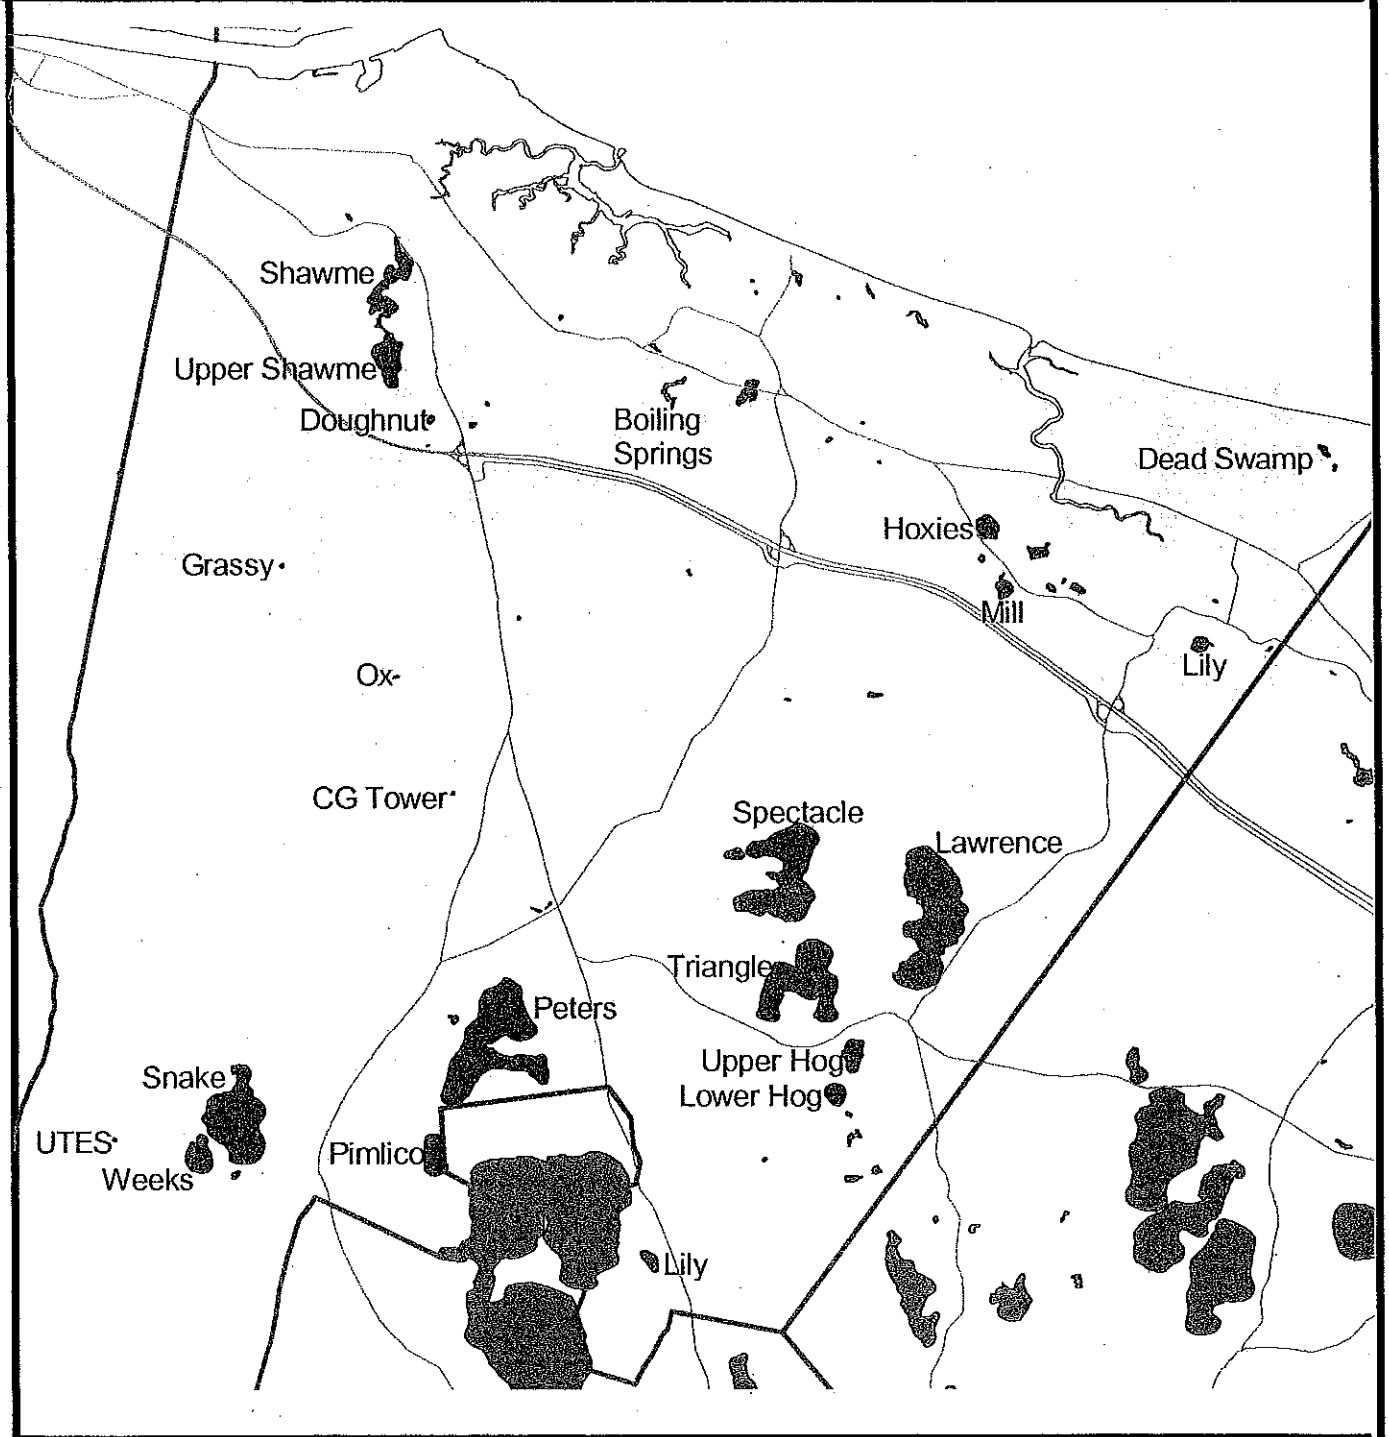 Shawme
Upper Shawme
Doughnut
Boiling
Springs
Dead Swamp
Hoxies
Grassy
Mill
Lily
Ox
CG Tower
Spectacle
Lawrence
Triangle
Peters
Upper Hog
Snake
Lower Hog
UTES
Pimlico
Weeks
Lily